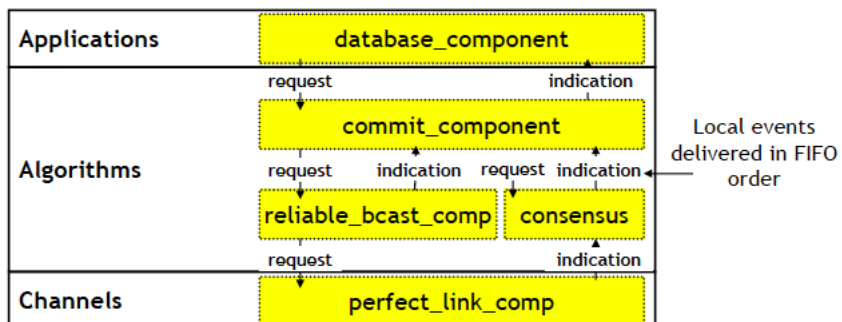 Applications
database_component
request
indication
commit_component
Algorithms
request
indication
request
indication
Local events
delivered in FIFO
order
reliable_bcast_comp
consensus
request
indication
Channels
perfect_link_comp